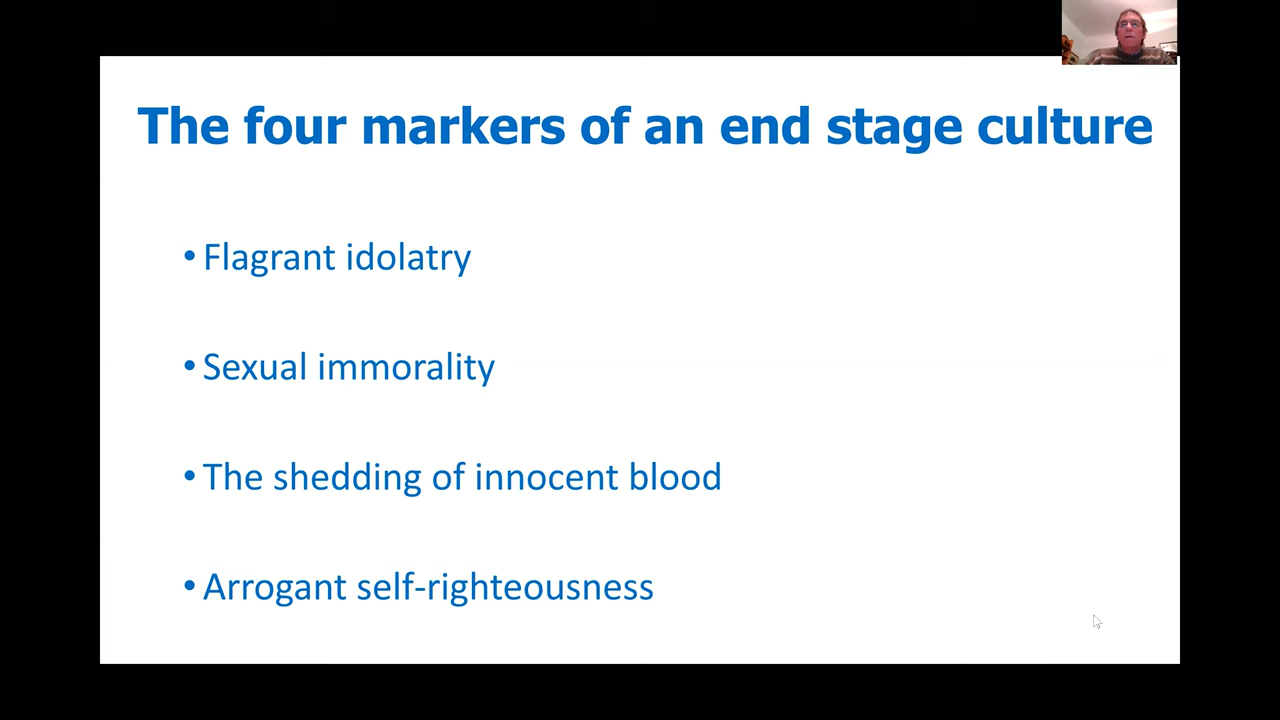 The four markers of an end stage culture
• Flagrant idolatry
• Sexual immorality
• The shedding of innocent blood
• Arrogant self-righteousness